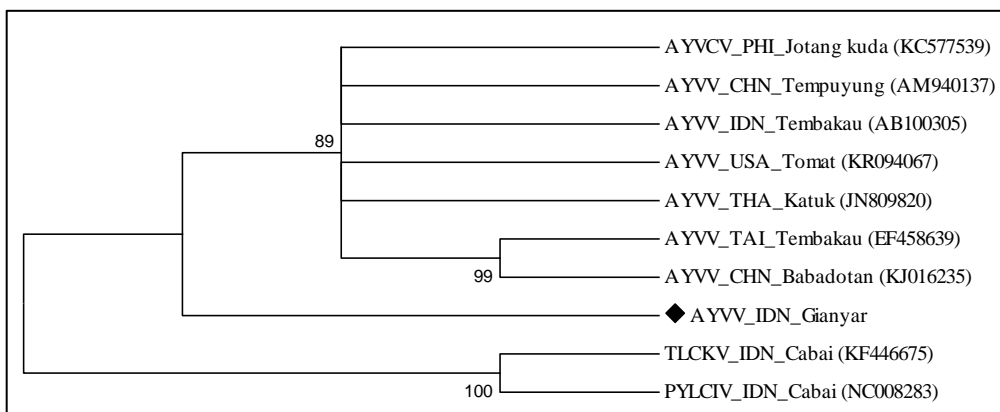 AYVCV_PHI_Jotang kuda (KC577539)
AYVV_CHN_Tempuyung (AM940137)
AYVV_IDN_Tembakau (AB100305)
89
AYVV_USA_Tomat (KR094067)
AYVV_THA_Katuk (JN809820)
AYVV_TAI_Tembakau (EF458639)
99
AYVV_CHN_Babadotan (KJ016235)
AYVV_IDN_Gianyar
TLCKV_IDN_Cabai (KF446675)
100
PYLCIV_IDN_Cabai (NC008283)